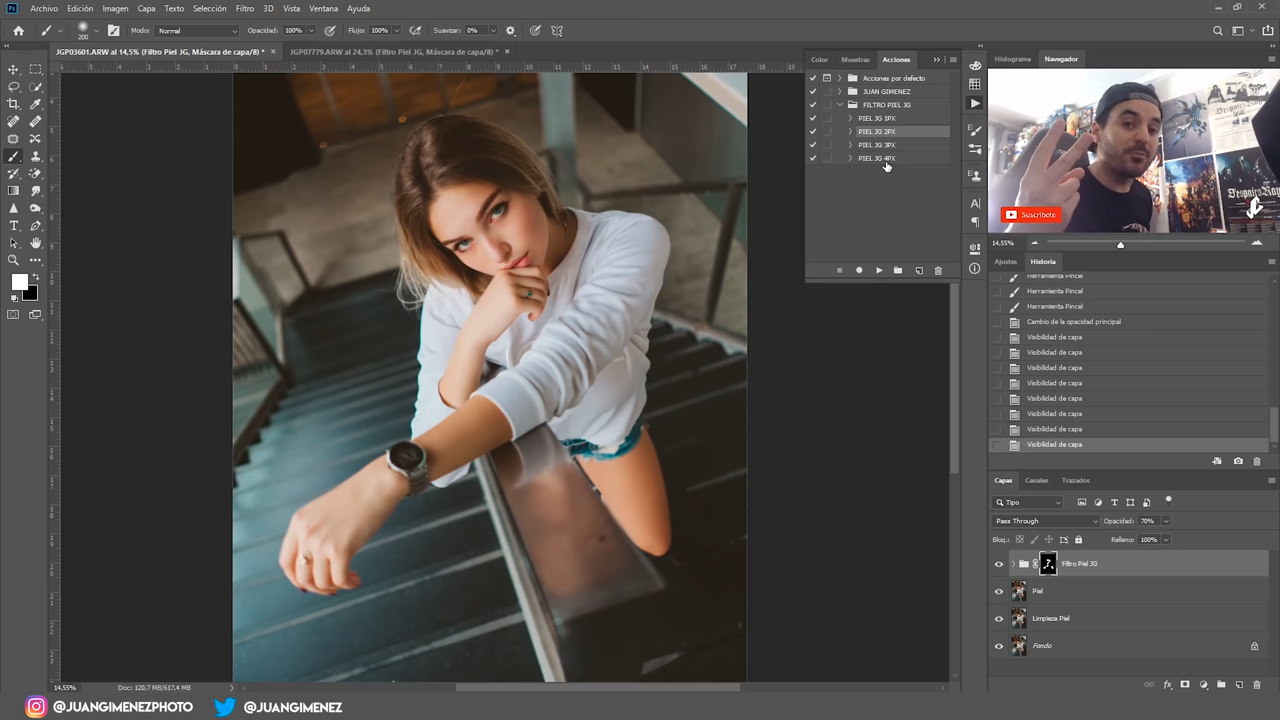 Archivo Edición Imagen Capa Texto Selección Filtro 3D Vista Ventana Ayuda
200 Modo: Normal Opacidad: 100% Flujo: 100% Suavizar: 0%
JGP03601.ARW al 14,5% (Filtro Piel JG, Máscara de capa/8) * JGP07779.ARW al 24,3% (Filtro Piel JG, Máscara de capa/8) *
Color Muestras Acciones
Acciones por defecto
JUAN GIMENEZ
FILTRO PIEL JG
PIEL JG 1PX
PIEL JG 2PX
PIEL JG 3PX
PIEL JG 4PX
Histograma Navegador
Suscríbete
14,55%
Ajustes Historia
Herramienta Pincel
Herramienta Pincel
Herramienta Pincel
Cambio de la opacidad principal
Visibilidad de capa
Visibilidad de capa
Visibilidad de capa
Visibilidad de capa
Visibilidad de capa
Visibilidad de capa
Visibilidad de capa
Visibilidad de capa
Capas Canales Trazados
Tipo
Pass Through Opacidad: 70%
Bloq.: Relleno: 100%
Filtro Piel JG
Piel
Limpieza Piel
Fondo
14,55% Doc: 120,7 MB/617,4 MB
@JUANGIMENEZPHOTO @JUANGIMENEZ